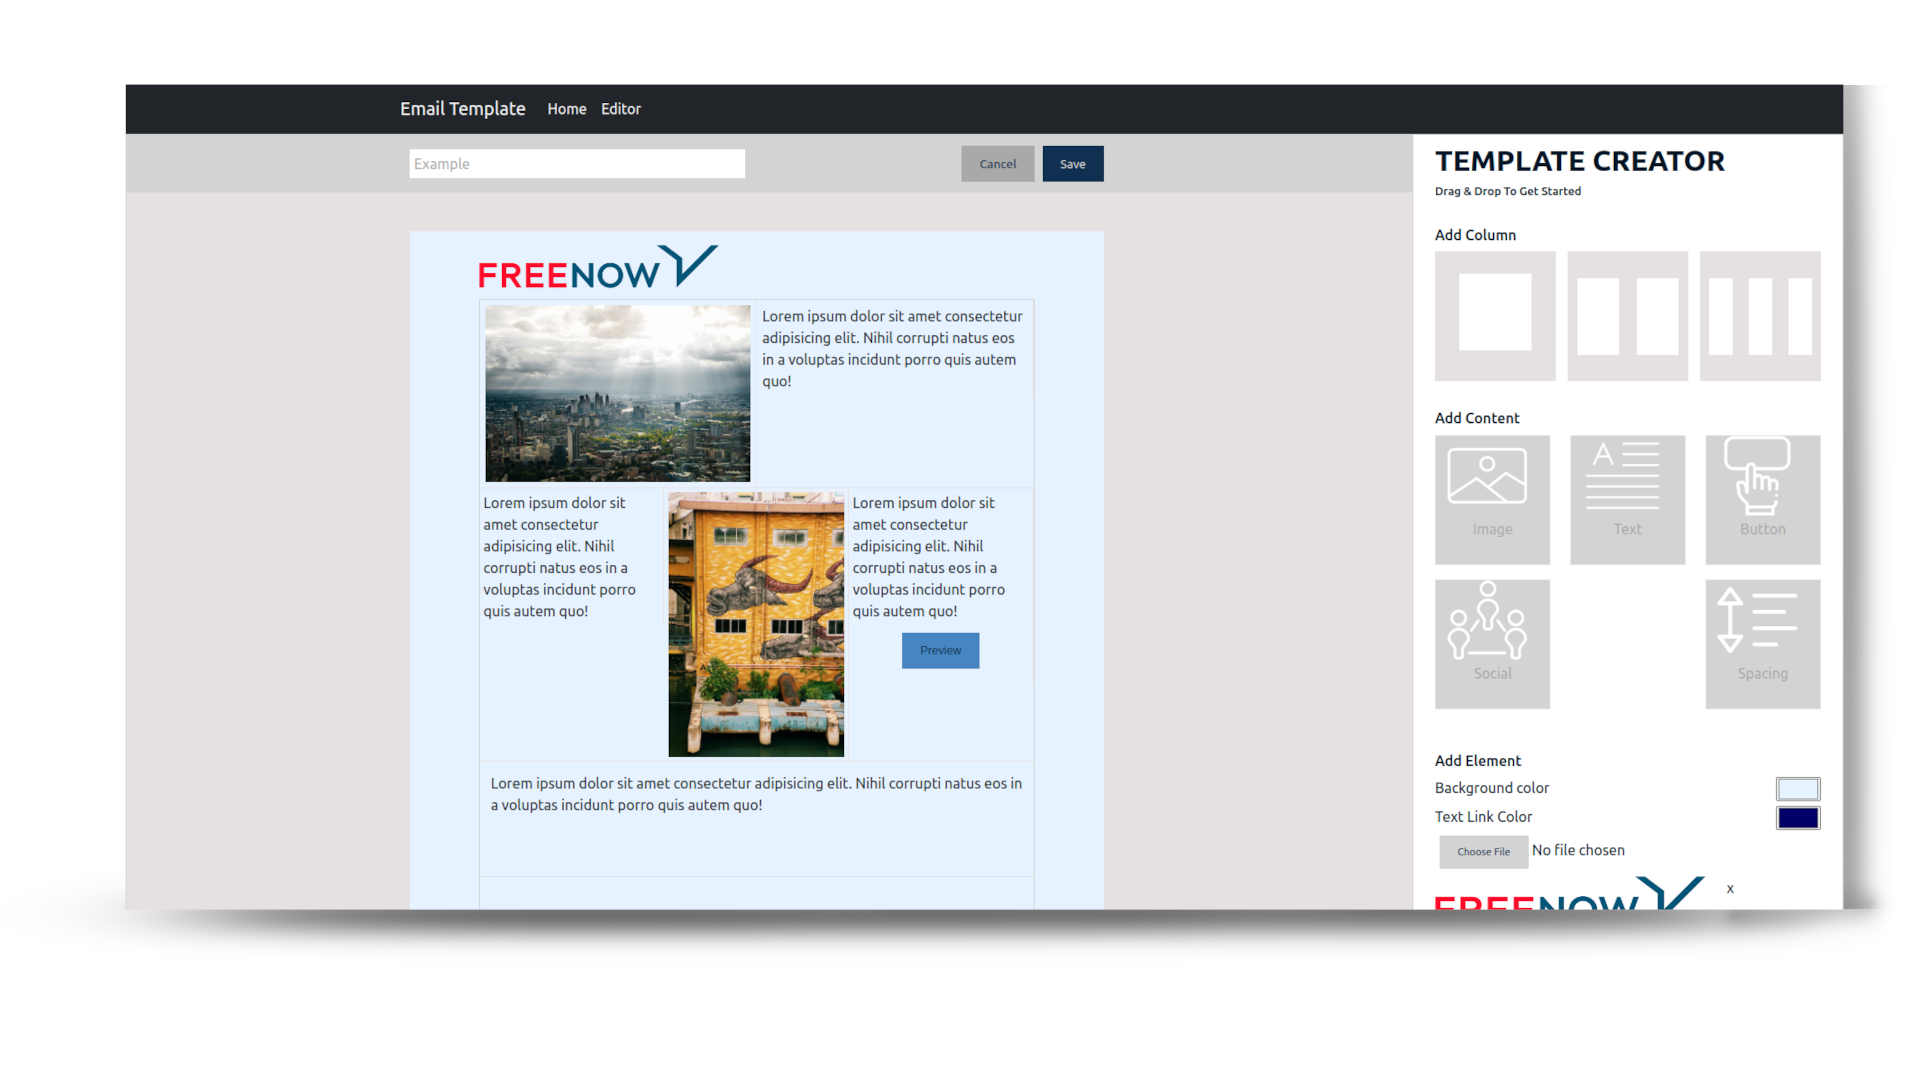 Email Template Home Editor
Example
Cancel Save
FREENOW
Lorem ipsum dolor sit amet consectetur
adipisicing elit. Nihil corrupti natus eos
in a voluptas incidunt porro quis autem
quo!
Lorem ipsum dolor sit
amet consectetur
adipisicing elit. Nihil
corrupti natus eos in a
voluptas incidunt porro
quis autem quo!
Lorem ipsum dolor sit
amet consectetur
adipisicing elit. Nihil
corrupti natus eos in a
voluptas incidunt porro
quis autem quo!
Preview
Lorem ipsum dolor sit amet consectetur adipisicing elit. Nihil corrupti natus eos in
a voluptas incidunt porro quis autem quo!
TEMPLATE CREATOR
Drag & Drop To Get Started
Add Column
Add Content
A
Image Text Button
Social Spacing
Add Element
Background color
Text Link Color
Choose File No file chosen
FREENOW x